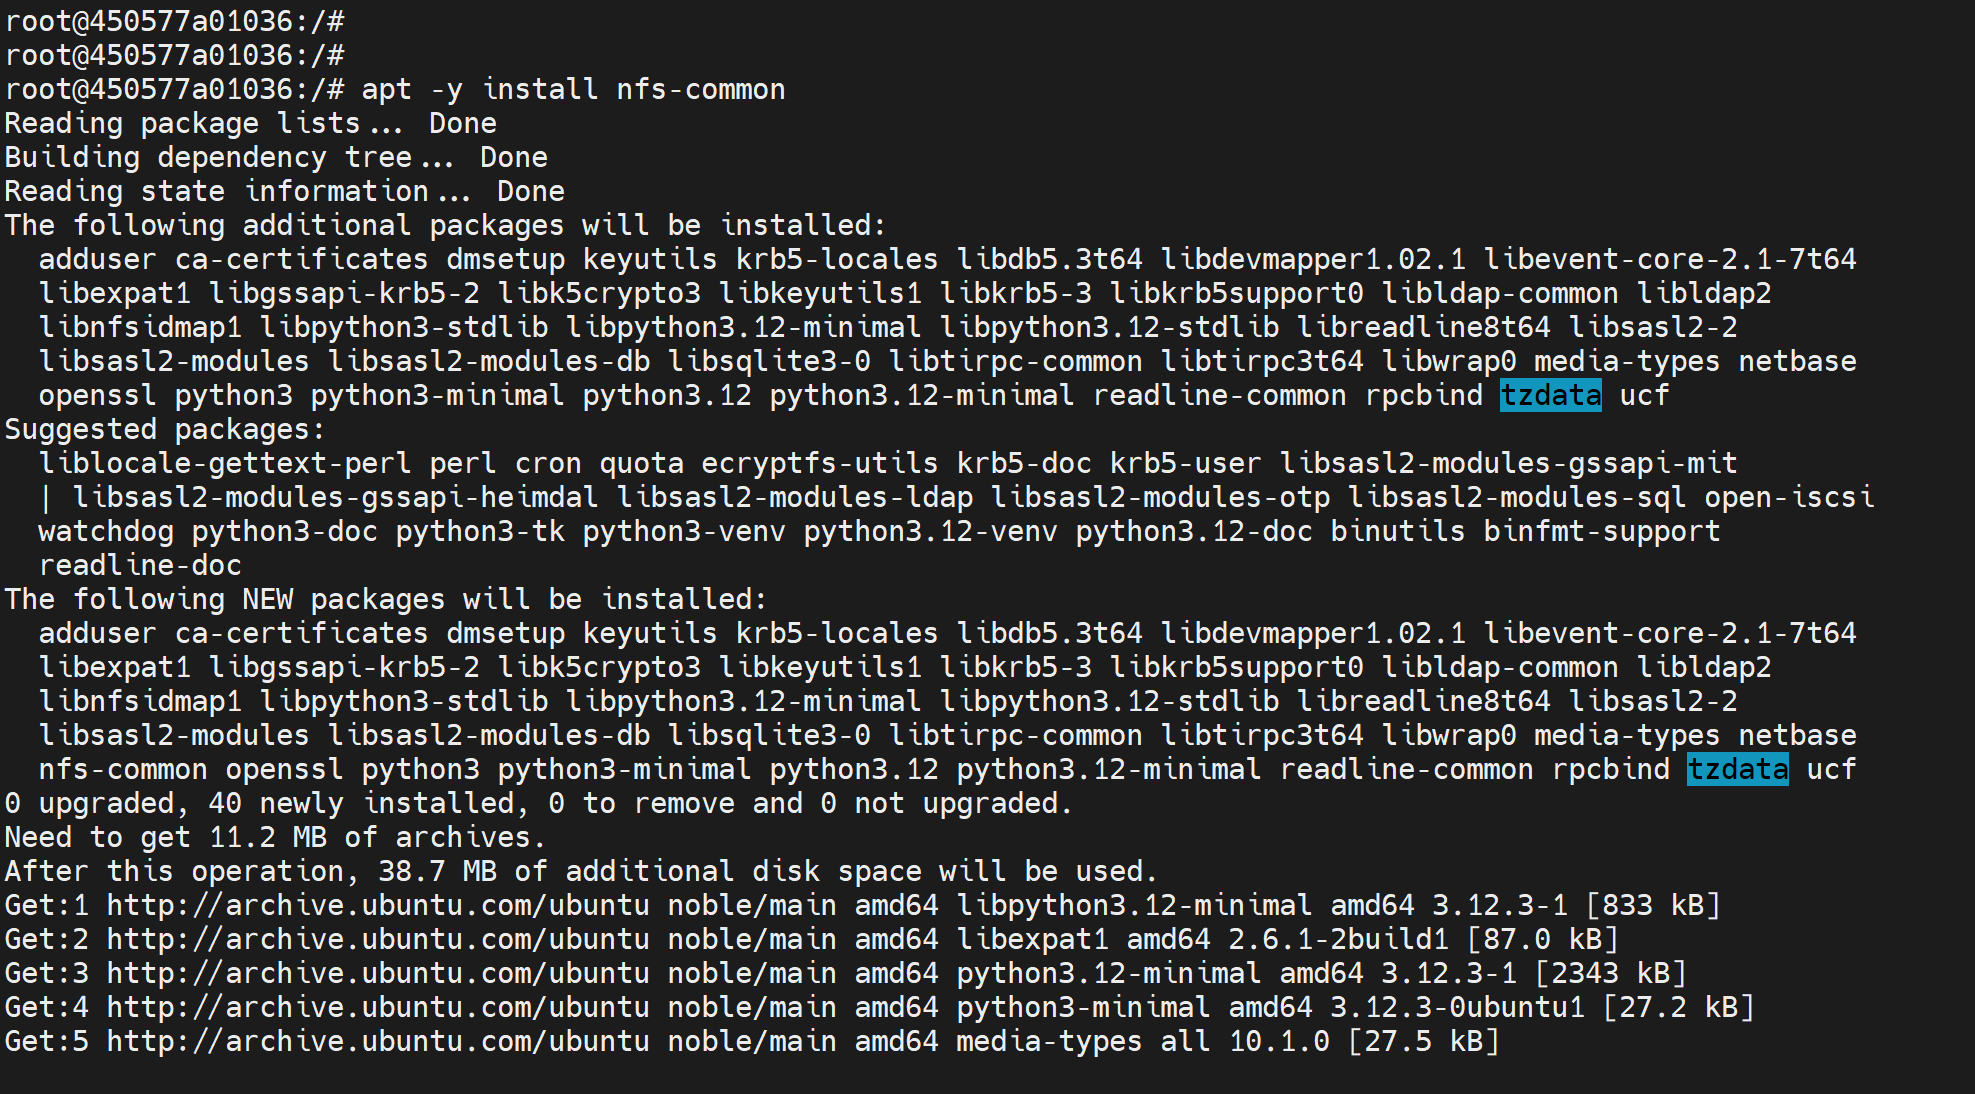 root@450577a01036:/#
root@450577a01036:/#
root@450577a01036:/# apt -y install nfs-common
Reading package lists... Done
Building dependency tree... Done
Reading state information... Done
The following additional packages will be installed:
  adduser ca-certificates dmsetup keyutils krb5-locales libdb5.3t64 libdevmapper1.02.1 libevent-core-2.1-7t64
  libexpat1 libgssapi-krb5-2 libk5crypto3 libkeyutils1 libkrb5-3 libkrb5support0 libldap-common libldap2
  libnfsidmap1 libpython3-stdlib libpython3.12-minimal libpython3.12-stdlib libreadline8t64 libsasl2-2
  libsasl2-modules libsasl2-modules-db libsqlite3-0 libtirpc-common libtirpc3t64 libwrap0 media-types netbase
  openssl python3 python3-minimal python3.12 python3.12-minimal readline-common rpcbind tzdata ucf
Suggested packages:
  liblocale-gettext-perl perl cron quota ecryptfs-utils krb5-doc krb5-user libsasl2-modules-gssapi-mit
  | libsasl2-modules-gssapi-heimdal libsasl2-modules-ldap libsasl2-modules-otp libsasl2-modules-sql open-iscsi
  watchdog python3-doc python3-tk python3-venv python3.12-venv python3.12-doc binutils binfmt-support
  readline-doc
The following NEW packages will be installed:
  adduser ca-certificates dmsetup keyutils krb5-locales libdb5.3t64 libdevmapper1.02.1 libevent-core-2.1-7t64
  libexpat1 libgssapi-krb5-2 libk5crypto3 libkeyutils1 libkrb5-3 libkrb5support0 libldap-common libldap2
  libnfsidmap1 libpython3-stdlib libpython3.12-minimal libpython3.12-stdlib libreadline8t64 libsasl2-2
  libsasl2-modules libsasl2-modules-db libsqlite3-0 libtirpc-common libtirpc3t64 libwrap0 media-types netbase
  nfs-common openssl python3 python3-minimal python3.12 python3.12-minimal readline-common rpcbind tzdata ucf
0 upgraded, 40 newly installed, 0 to remove and 0 not upgraded.
Need to get 11.2 MB of archives.
After this operation, 38.7 MB of additional disk space will be used.
Get:1 http://archive.ubuntu.com/ubuntu noble/main amd64 libpython3.12-minimal amd64 3.12.3-1 [833 kB]
Get:2 http://archive.ubuntu.com/ubuntu noble/main amd64 libexpat1 amd64 2.6.1-2build1 [87.0 kB]
Get:3 http://archive.ubuntu.com/ubuntu noble/main amd64 python3.12-minimal amd64 3.12.3-1 [2343 kB]
Get:4 http://archive.ubuntu.com/ubuntu noble/main amd64 python3-minimal amd64 3.12.3-0ubuntu1 [27.2 kB]
Get:5 http://archive.ubuntu.com/ubuntu noble/main amd64 media-types all 10.1.0 [27.5 kB]